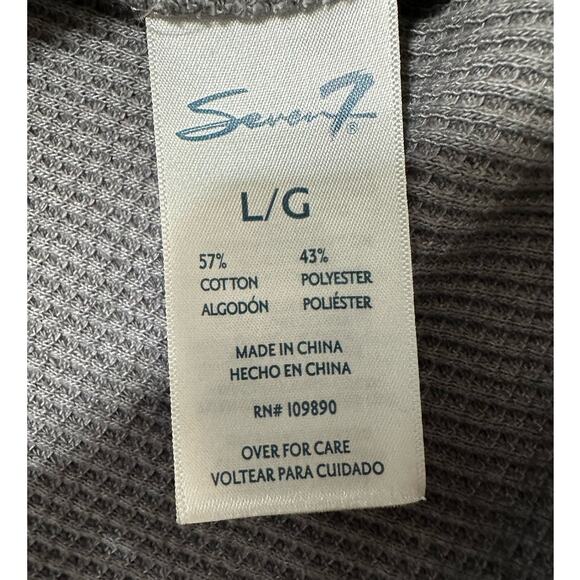 Seven7®
L/G
57% 43%
COTTON POLYESTER
ALGODÓN POLIÉSTER
MADE IN CHINA
HECHO EN CHINA
RN# 109890
OVER FOR CARE
VOLTEAR PARA CUIDADO